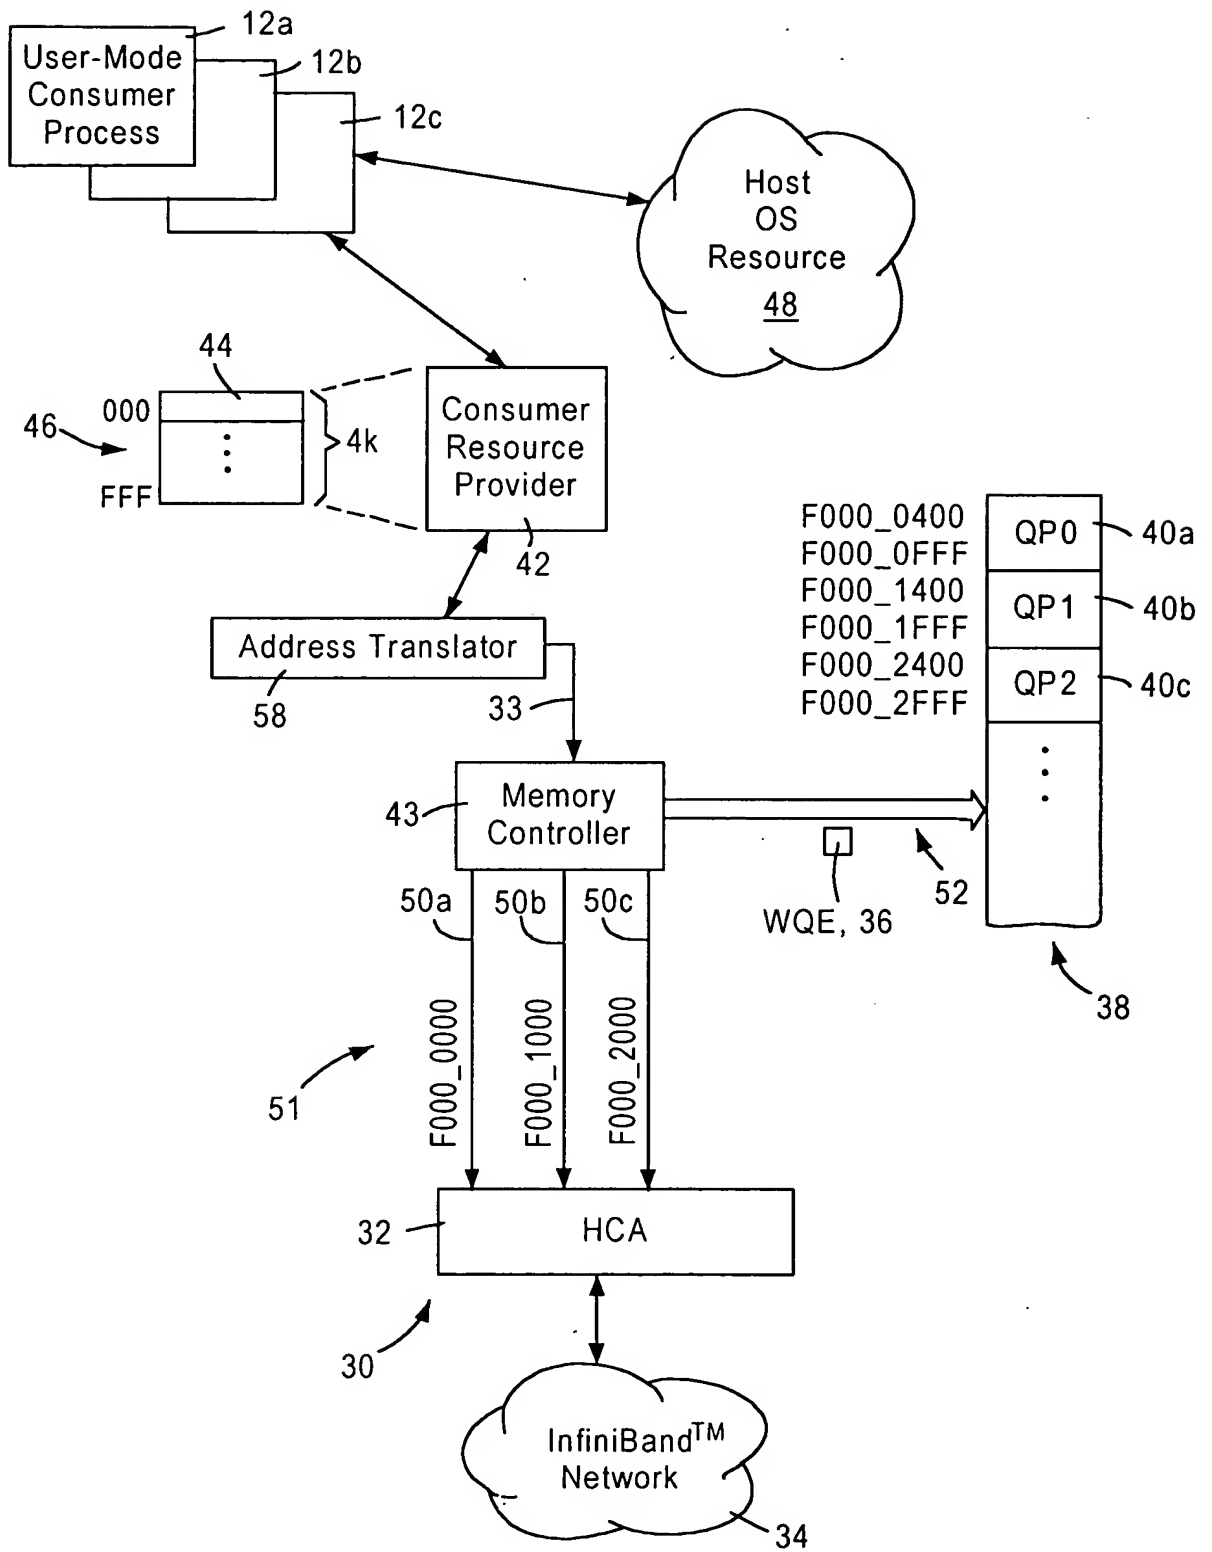 12a
User-Mode
Consumer
Process
12b
12c
Host
OS
Resource
48
44
000
46
4k
FFF
Consumer
Resource
Provider
42
F000_0400
F000_0FFF
F000_1400
F000_1FFF
F000_2400
F000_2FFF
QP0
QP1
QP2
40a
40b
40c
Address Translator
58
33
43
Memory
Controller
52
WQE, 36
38
50a
50b
50c
F000_0000
F000_1000
F000_2000
51
32
HCA
30
InfiniBand™
Network
34